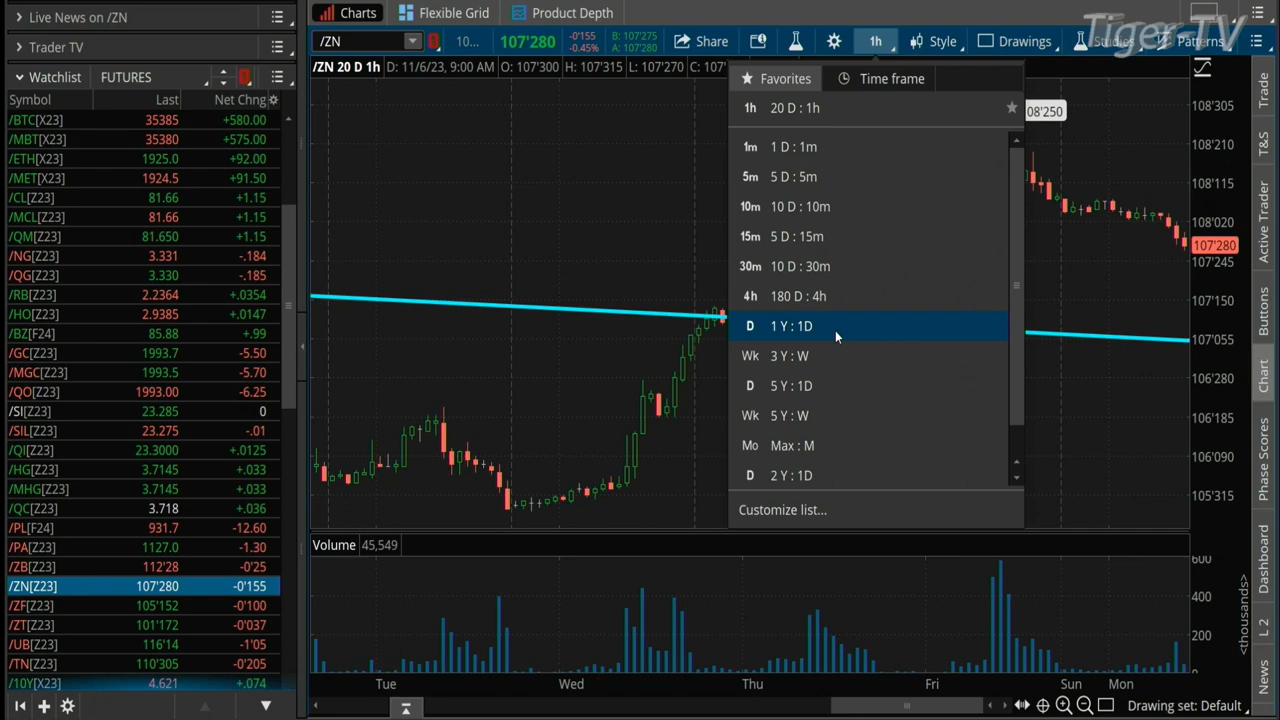 Live News on /ZN
Trader TV
Watchlist FUTURES
Symbol Last Net Chng
/BTC[X23] 35385 +580.00
/MBT[X23] 35380 +575.00
/ETH[X23] 1925.0 +92.00
/MET[X23] 1924.5 +91.50
/CL[Z23] 81.66 +1.15
/MCL[Z23] 81.66 +1.15
/QM[Z23] 81.650 +1.15
/NG[Z23] 3.331 -.184
/QG[Z23] 3.330 -.185
/RB[Z23] 2.2364 +.0354
/HO[Z23] 2.9385 +.0147
/BZ[F24] 85.88 +.99
/GC[Z23] 1993.7 -5.50
/MGC[Z23] 1993.7 -5.70
/QO[Z23] 1993.00 -6.25
/SI[Z23] 23.285 0
/SIL[Z23] 23.275 -.01
/QI[Z23] 23.3000 +.0125
/HG[Z23] 3.7145 +.033
/MHG[Z23] 3.7145 +.033
/QC[Z23] 3.718 +.036
/PL[F24] 931.7 -12.60
/PA[Z23] 1127.0 -1.30
/ZB[Z23] 112'28 -0'25
/ZN[Z23] 107'280 -0'155
/ZF[Z23] 105'152 -0'100
/ZT[Z23] 101'172 -0'037
/UB[Z23] 116'14 -1'05
/TN[Z23] 110'305 -0'205
/10Y[X23] 4.621 +.074
Charts Flexible Grid Product Depth
Tiger-TV
/ZN 10... 107'280 -0'155 -0.45% B: 107'275 A: 107'280 Share 1h Style Drawings Studies Patterns
/ZN 20 D 1h D: 11/6/23, 9:00 AM O: 107'300 H: 107'315 L: 107'270 C: 107'
Favorites Time frame
1h 20 D : 1h
1m 1 D : 1m
5m 5 D : 5m
10m 10 D : 10m
15m 5 D : 15m
30m 10 D : 30m
4h 180 D : 4h
D 1 Y : 1D
Wk 3 Y : W
D 5 Y : 1D
Wk 5 Y : W
Mo Max : M
D 2 Y : 1D
Customize list...
08'250
108'305
108'210
108'115
108'020
107'280
107'245
107'150
107'055
106'280
106'185
106'090
105'315
Volume 45,549
600
400
200
<thousands>
Tue Wed Thu Fri Sun Mon
Drawing set: Default
Trade
T&S
Active Trader
Buttons
Chart
Phase Scores
Dashboard
L 2
News